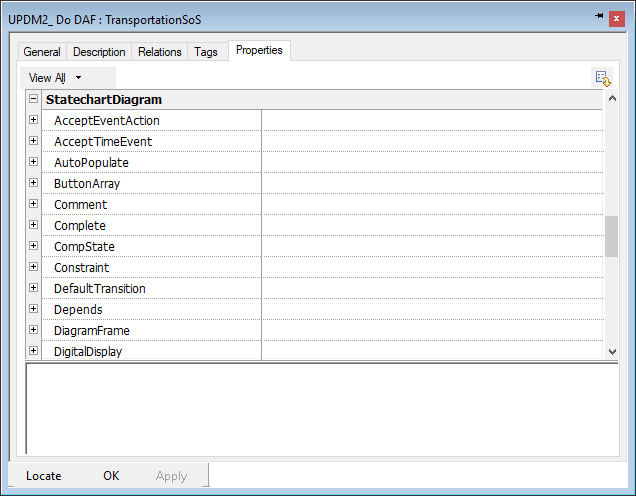 UPDM2_ Do DAF : TransportationSoS
General Description Relations Tags Properties
View All
StatechartDiagram
AcceptEventAction
AcceptTimeEvent
AutoPopulate
ButtonArray
Comment
Complete
CompState
Constraint
DefaultTransition
Depends
DiagramFrame
DigitalDisplay
Locate OK Apply